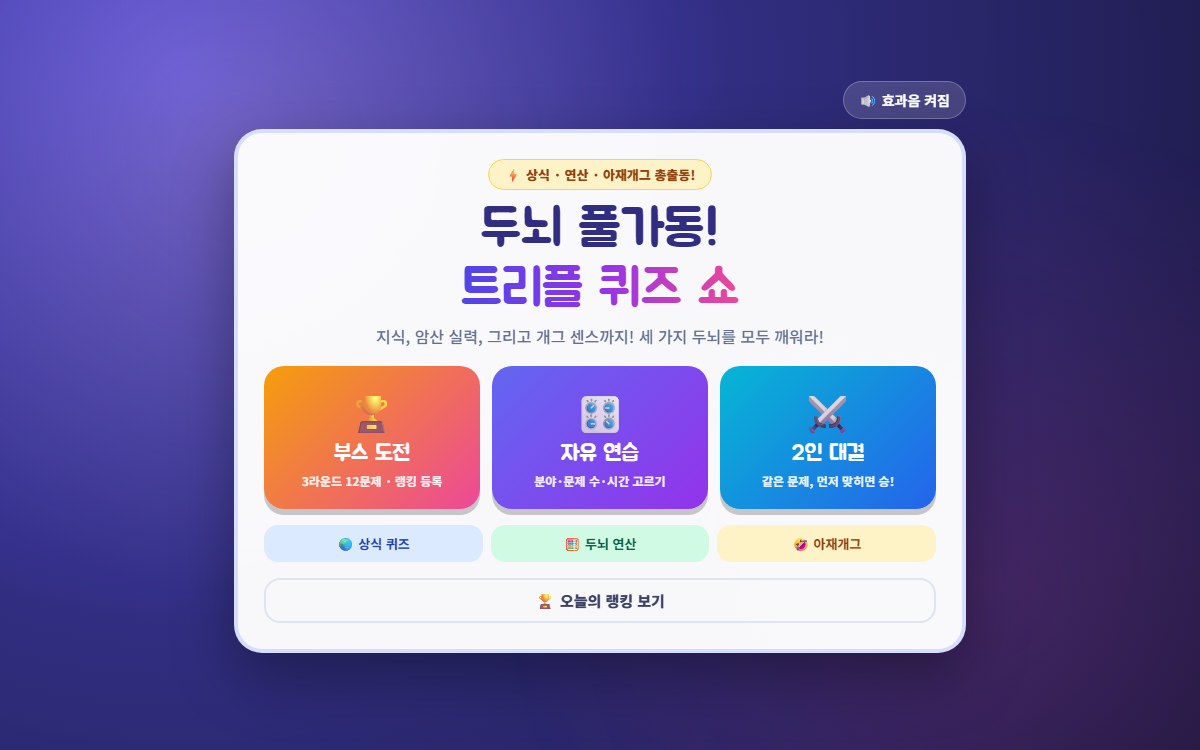 효과음 켜짐
상식 · 연산 · 아재개그 총출동!
두뇌 풀가동!
트리플 퀴즈 쇼
지식, 암산 실력, 그리고 개그 센스까지! 세 가지 두뇌를 모두 깨워라!
부스 도전
3라운드 12문제 · 랭킹 등록
자유 연습
분야·문제 수·시간 고르기
2인 대결
같은 문제, 먼저 맞히면 승!
상식 퀴즈
두뇌 연산
아재개그
오늘의 랭킹 보기